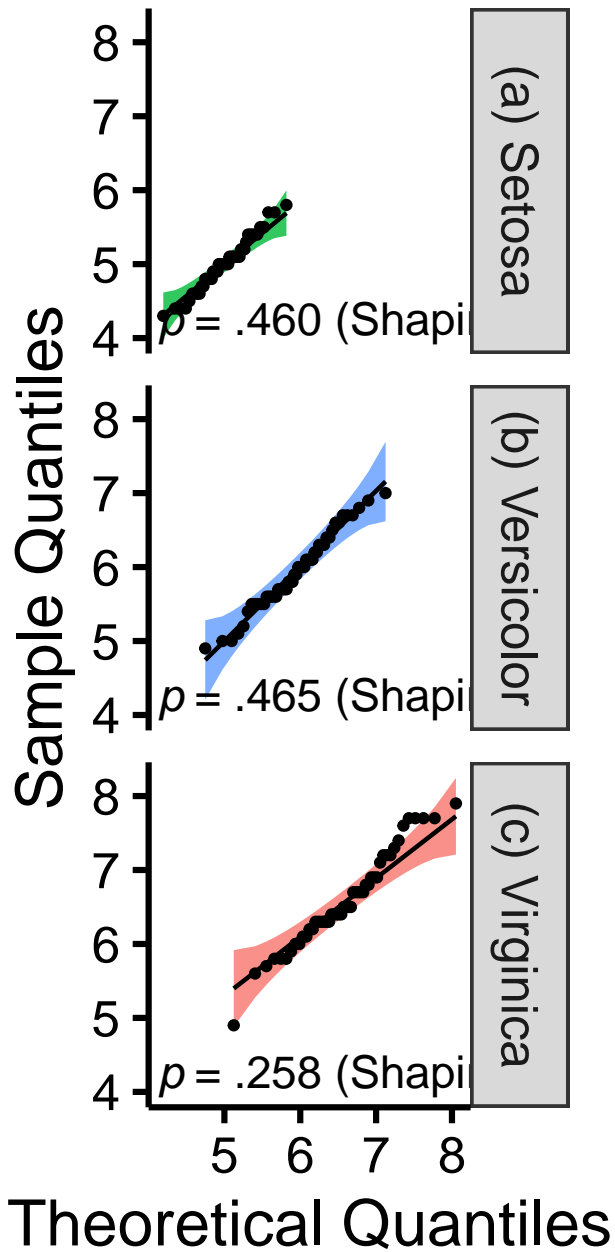 Sample Quantiles
8
7
6
5
4
p = .460 (Shapi
(a) Setosa
8
7
6
5
4
p = .465 (Shapi
(b) Versicolor
8
7
6
5
4
p = .258 (Shapi
(c) Virginica
5 6 7 8
Theoretical Quantiles